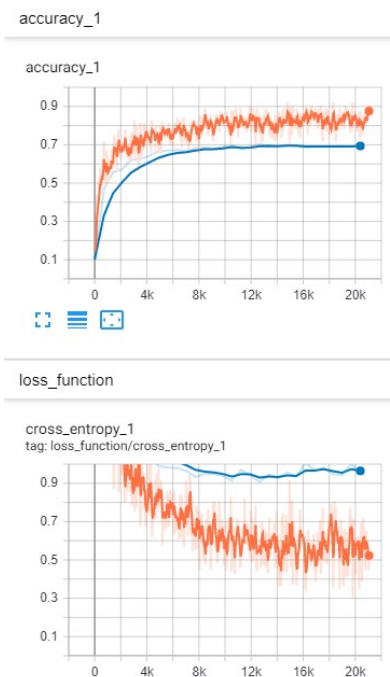 accuracy_1
accuracy_1
0.9
0.7
0.5
0.3
0.1
0 4k 8k 12k 16k 20k
loss_function
cross_entropy_1
tag: loss_function/cross_entropy_1
0.9
0.7
0.5
0.3
0.1
0 4k 8k 12k 16k 20k